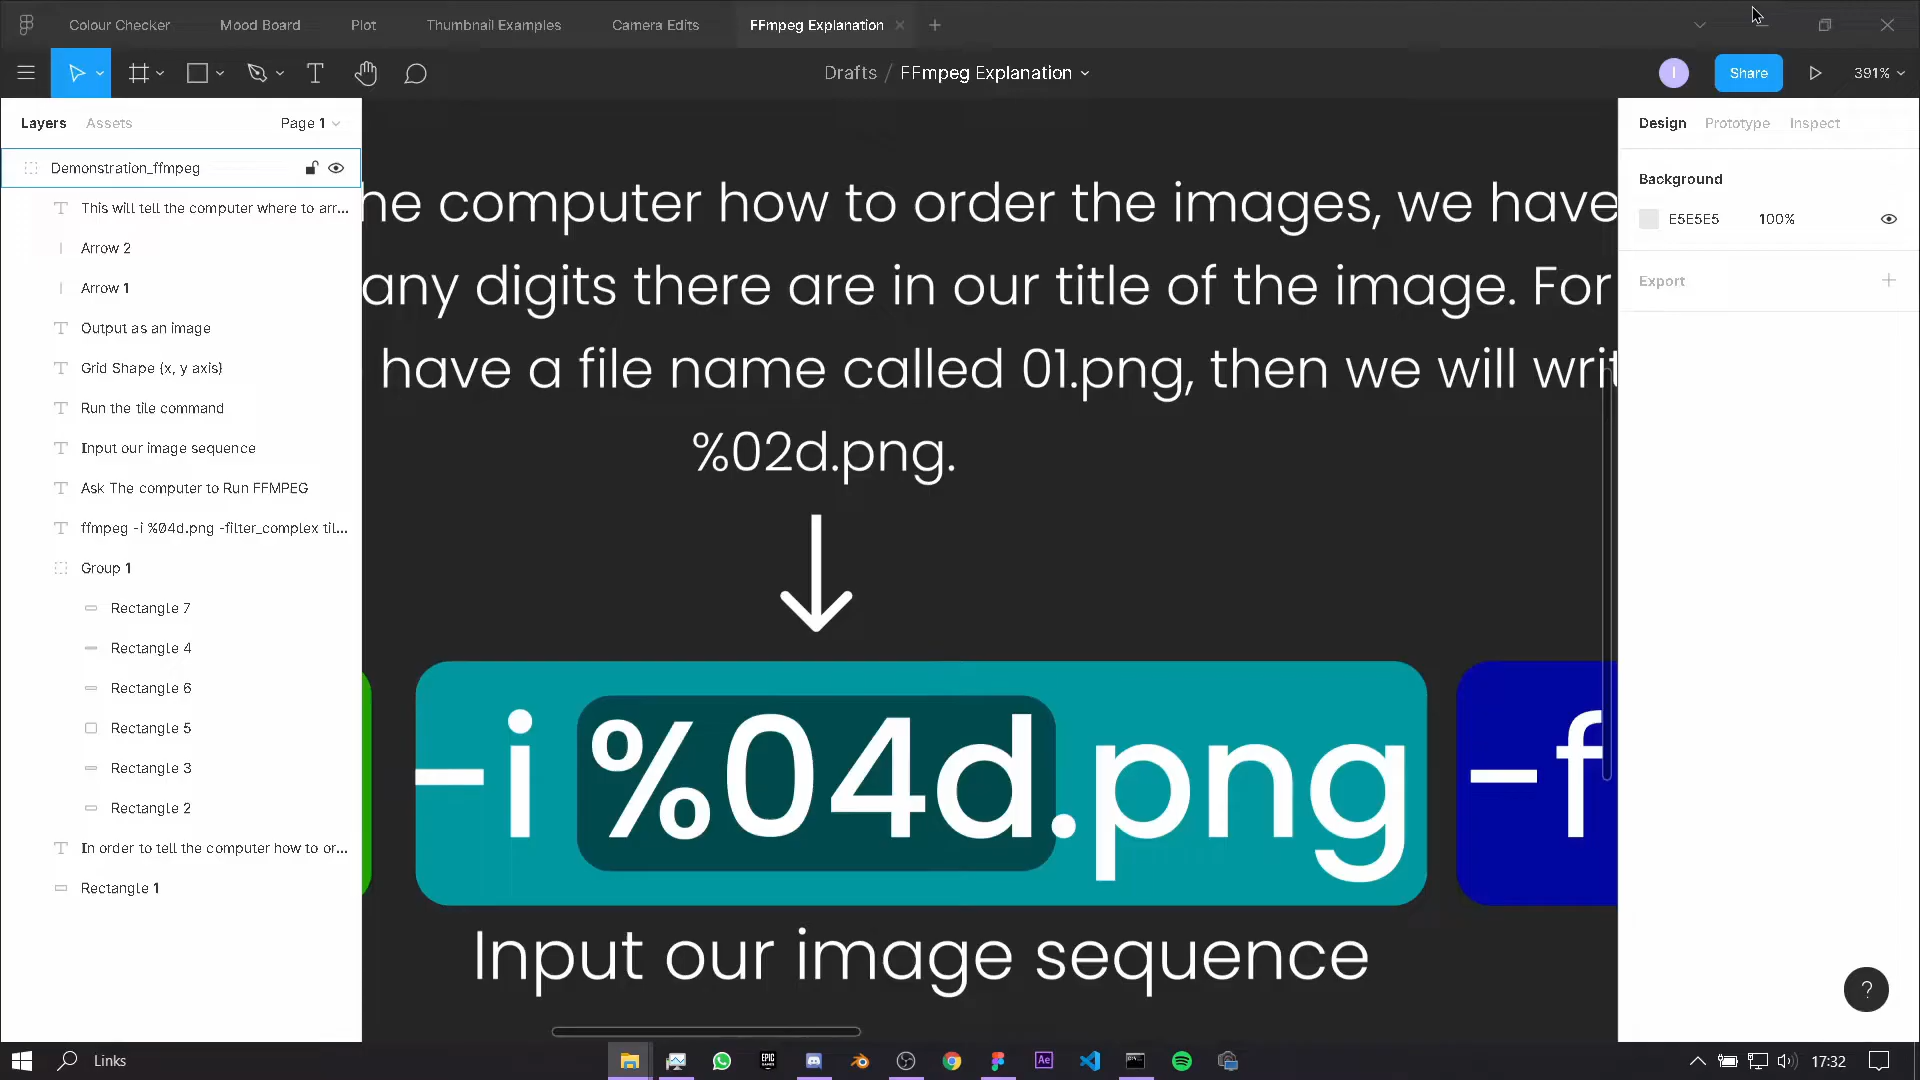 Colour Checker Mood Board Plot Thumbnail Examples Camera Edits FFmpeg Explanation
Drafts / FFmpeg Explanation
I Share 391%
Layers Assets Page 1
Demonstration_ffmpeg
This will tell the computer where to arr...
Arrow 2
Arrow 1
Output as an image
Grid Shape (x, y axis)
Run the tile command
Input our image sequence
Ask The computer to Run FFMPEG
ffmpeg -i %04d.png -filter_complex til...
Group 1
Rectangle 7
Rectangle 4
Rectangle 6
Rectangle 5
Rectangle 3
Rectangle 2
In order to tell the computer how to or...
Rectangle 1
he computer how to order the images, we have
any digits there are in our title of the image. For
have a file name called 01.png, then we will writ
%02d.png.
-i %04d.png -f
Input our image sequence
Design Prototype Inspect
Background
E5E5E5 100%
Export
?
Links
EPIC GAMES
Ae
17:32